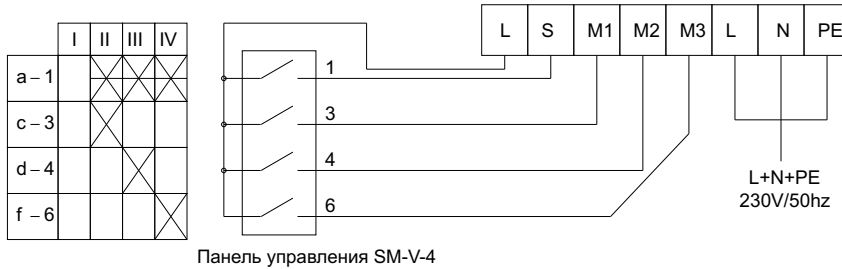 I II III IV
a – 1
c – 3
d – 4
f – 6
1
3
4
6
Панель управления SM-V-4
L S M1 M2 M3 L N PE
L+N+PE
230V/50hz